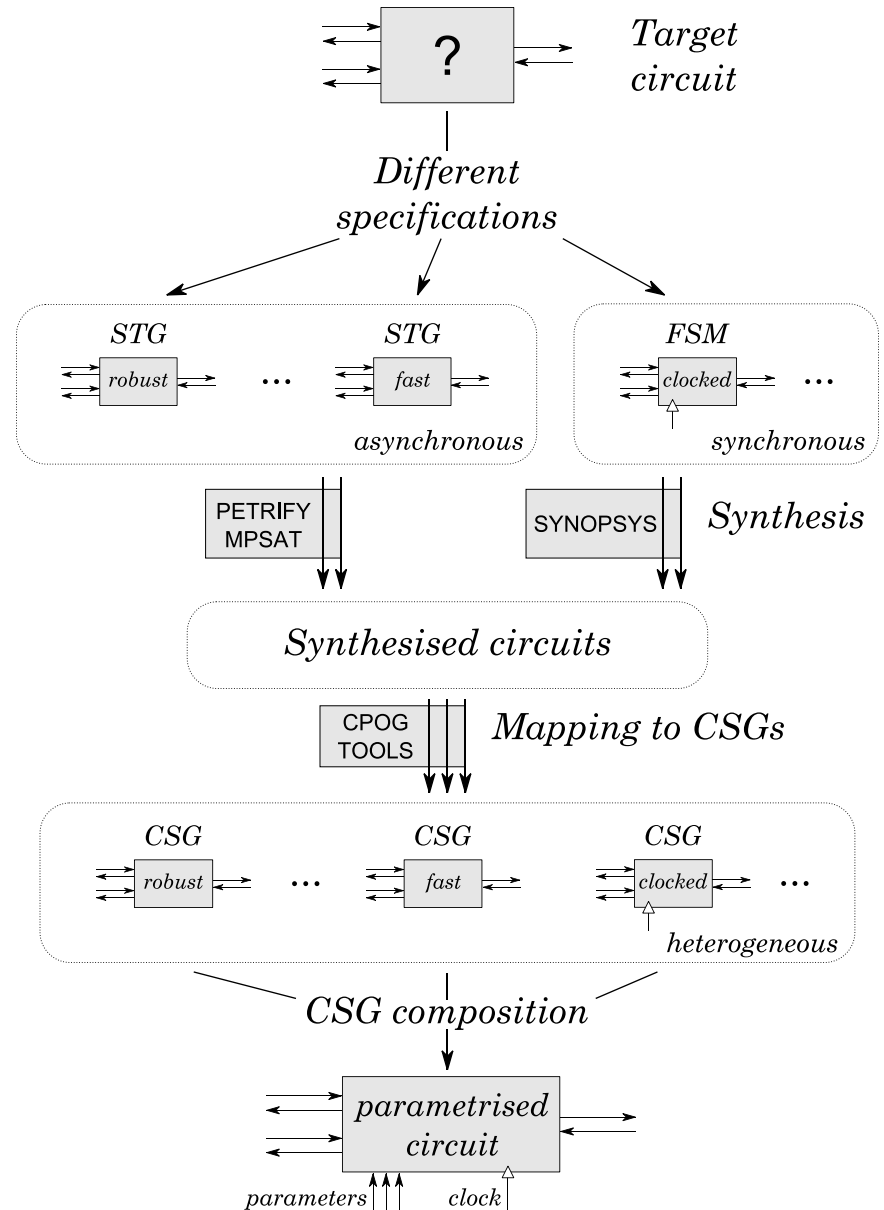 ?
Target
circuit
Different
specifications
STG
robust
...
STG
fast
asynchronous
FSM
clocked
...
synchronous
PETRIFY
MPSAT
SYNOPSYS
Synthesis
Synthesised circuits
CPOG
TOOLS
Mapping to CSGs
CSG
robust
...
CSG
fast
CSG
clocked
...
heterogeneous
CSG composition
parametrised
circuit
parameters
clock